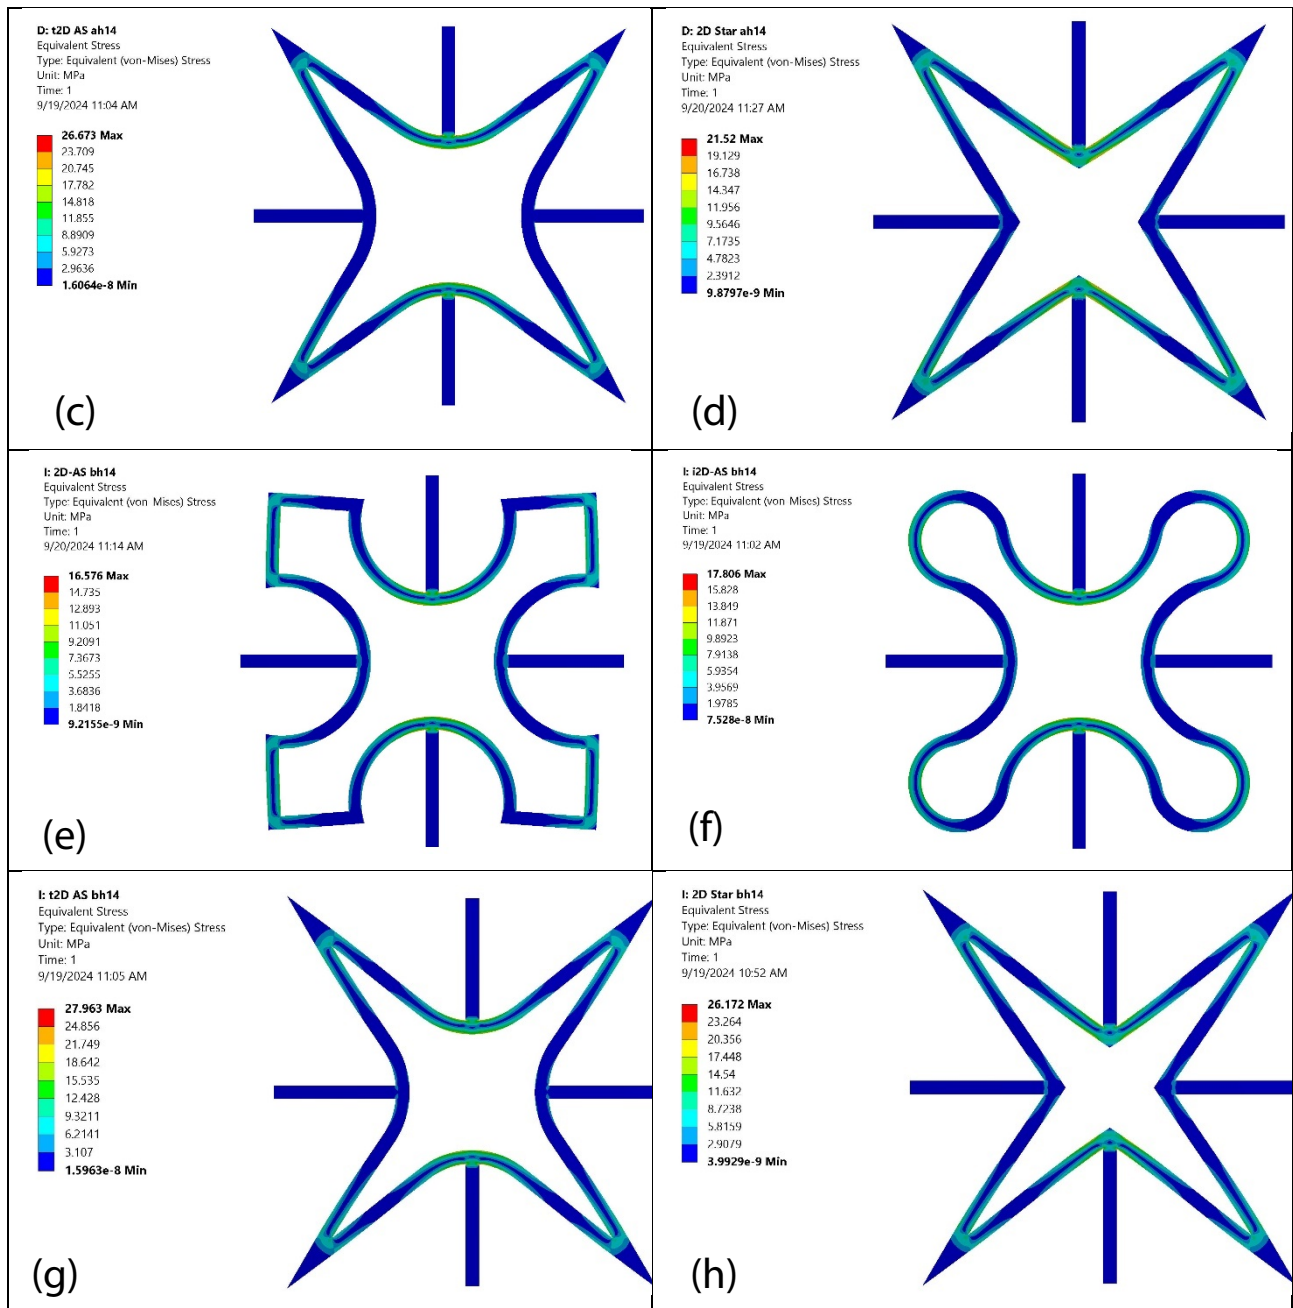 D: t2D AS ah14
Equivalent Stress
Type: Equivalent (von-Mises) Stress
Unit: MPa
Time: 1
9/19/2024 11:04 AM
26.673 Max
23.709
20.745
17.782
14.818
11.855
8.8909
5.9273
2.9636
1.6064e-8 Min
(c)
D: 2D Star ah14
Equivalent Stress
Type: Equivalent (von-Mises) Stress
Unit: MPa
Time: 1
9/20/2024 11:27 AM
21.52 Max
19.129
16.738
14.347
11.956
9.5646
7.1735
4.7823
2.3912
9.8797e-9 Min
(d)
I: 2D-AS bh14
Equivalent Stress
Type: Equivalent (von-Mises) Stress
Unit: MPa
Time: 1
9/20/2024 11:14 AM
16.576 Max
14.735
12.893
11.051
9.2091
7.3673
5.5255
3.6836
1.8418
9.2155e-9 Min
(e)
I: i2D-AS bh14
Equivalent Stress
Type: Equivalent (von-Mises) Stress
Unit: MPa
Time: 1
9/19/2024 11:02 AM
17.806 Max
15.828
13.849
11.871
9.8923
7.9138
5.9354
3.9569
1.9785
7.528e-8 Min
(f)
I: t2D AS bh14
Equivalent Stress
Type: Equivalent (von-Mises) Stress
Unit: MPa
Time: 1
9/19/2024 11:05 AM
27.963 Max
24.856
21.749
18.642
15.535
12.428
9.3211
6.2141
3.107
1.5963e-8 Min
(g)
I: 2D Star bh14
Equivalent Stress
Type: Equivalent (von-Mises) Stress
Unit: MPa
Time: 1
9/19/2024 10:52 AM
26.172 Max
23.264
20.356
17.448
14.54
11.632
8.7238
5.8159
2.9079
3.9929e-9 Min
(h)